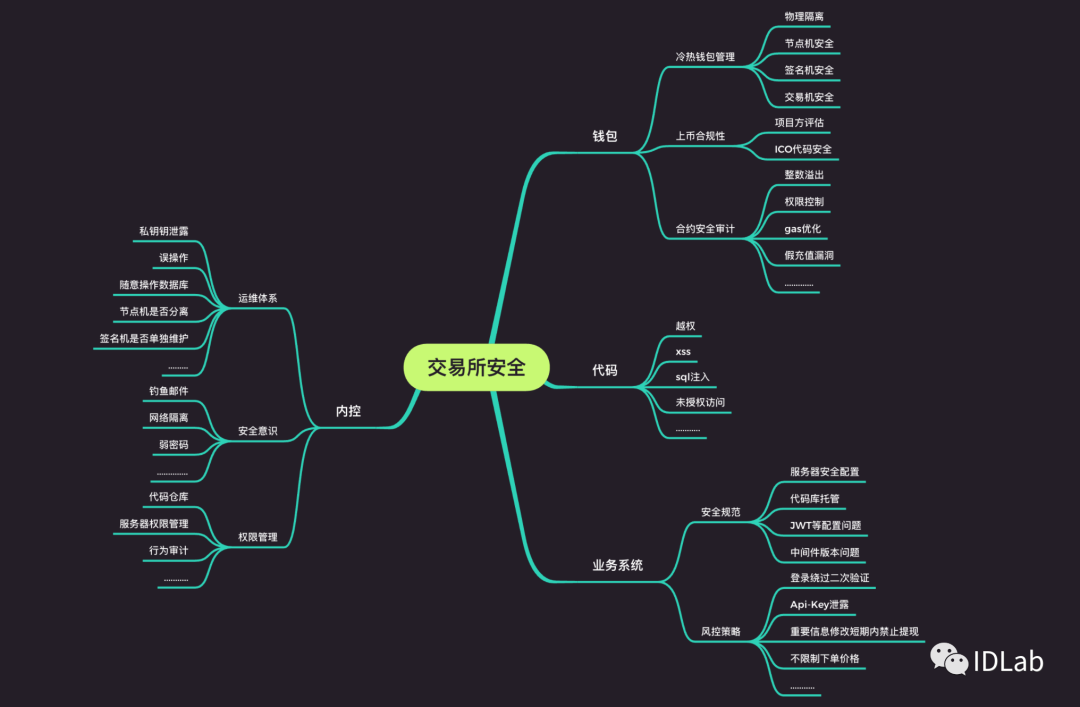 交易所安全
钱包
冷热钱包管理
物理隔离
节点机安全
签名机安全
交易机安全
上币合规性
项目方评估
ICO代码安全
合约安全审计
整数溢出
权限控制
gas优化
假充值漏洞
.............
代码
越权
xss
sql注入
未授权访问
...........
业务系统
安全规范
服务器安全配置
代码库托管
JWT等配置问题
中间件版本问题
风控策略
登录绕过二次验证
Api-Key泄露
重要信息修改短期内禁止提现
不限制下单价格
...........
内控
运维体系
私钥钥泄露
误操作
随意操作数据库
节点机是否分离
签名机是否单独维护
.........
安全意识
钓鱼邮件
网络隔离
弱密码
..............
权限管理
代码仓库
服务器权限管理
行为审计
...........
IDLab